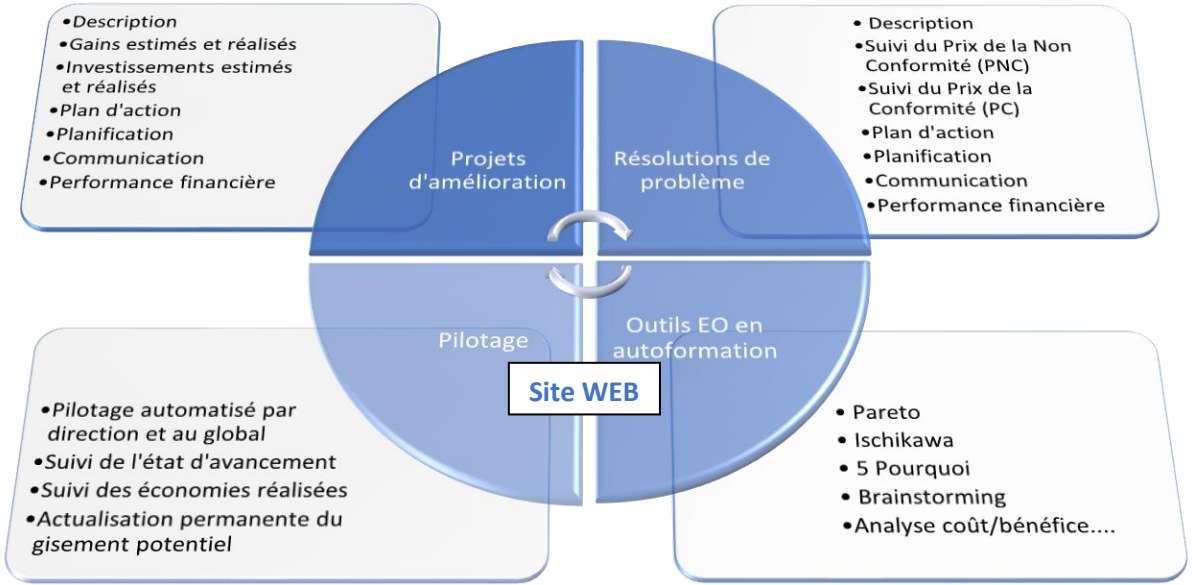 •Description
•Gains estimés et réalisés
•Investissements estimés
et réalisés
•Plan d'action
•Planification
•Communication
•Performance financière
• Description
•Suivi du Prix de la Non
Conformité (PNC)
•Suivi du Prix de la
Conformité (PC)
•Plan d'action
•Planification
•Communication
•Performance financière
Projets
d'amélioration
Résolutions de
problème
Pilotage
Outils EO en
autoformation
Site WEB
•Pilotage automatisé par
direction et au global
•Suivi de l'état d'avancement
•Suivi des économies réalisées
•Actualisation permanente du
gisement potentiel
• Pareto
• Ischikawa
• 5 Pourquoi
• Brainstorming
•Analyse coût/bénéfice....